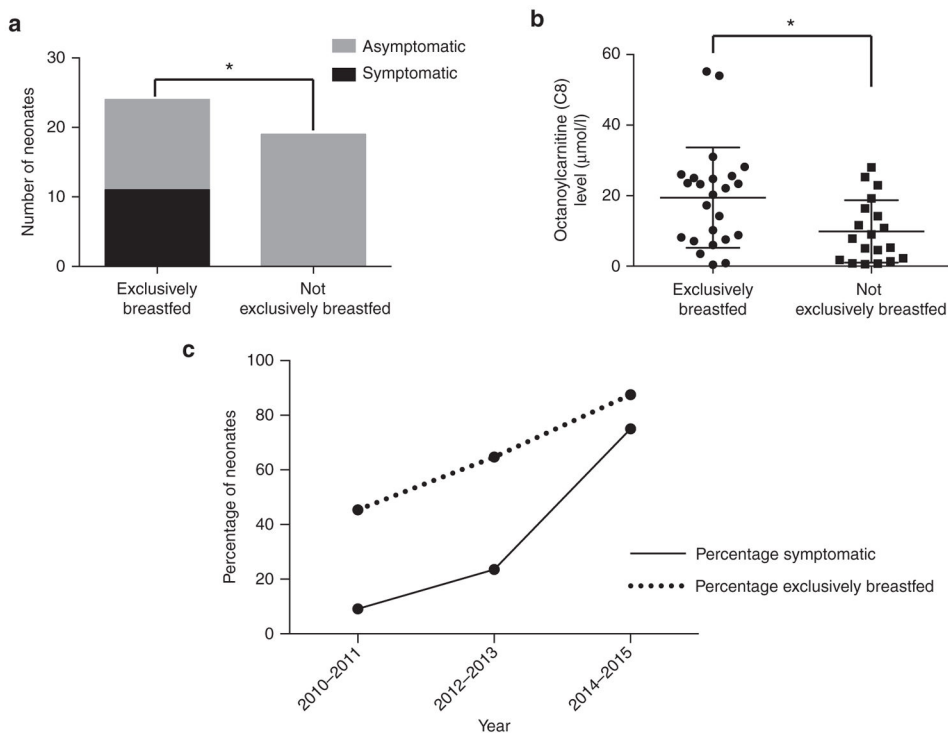 a
Asymptomatic
Symptomatic
*
Number of neonates
30
20
10
0
Exclusively
breastfed
Not
exclusively breastfed
b
*
Octanoylcarnitine (C8)
level (μmol/l)
60
40
20
0
Exclusively
breastfed
Not
exclusively breastfed
c
Percentage of neonates
100
80
60
40
20
0
Percentage symptomatic
Percentage exclusively breastfed
2010–2011
2012–2013
2014–2015
Year